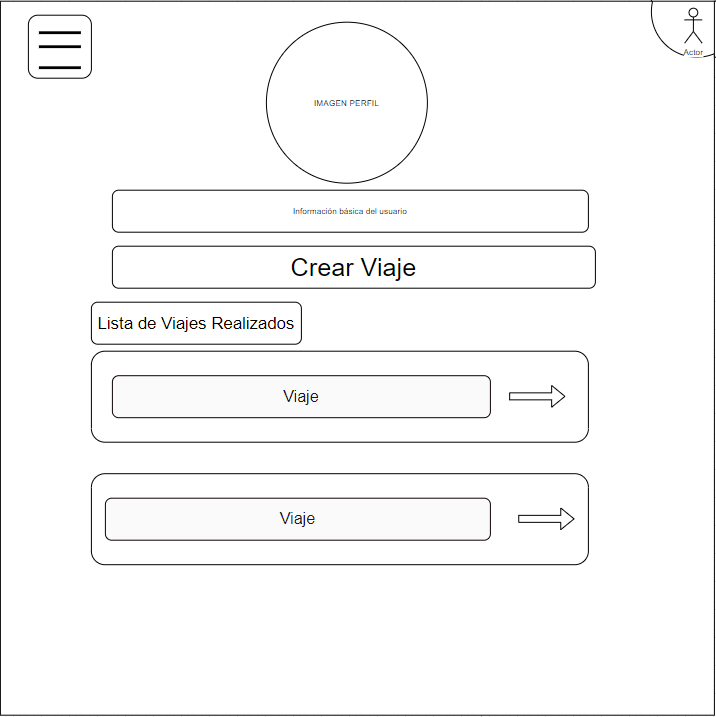 Actor
IMAGEN PERFIL
Información básica del usuario
Crear Viaje
Lista de Viajes Realizados
Viaje
Viaje